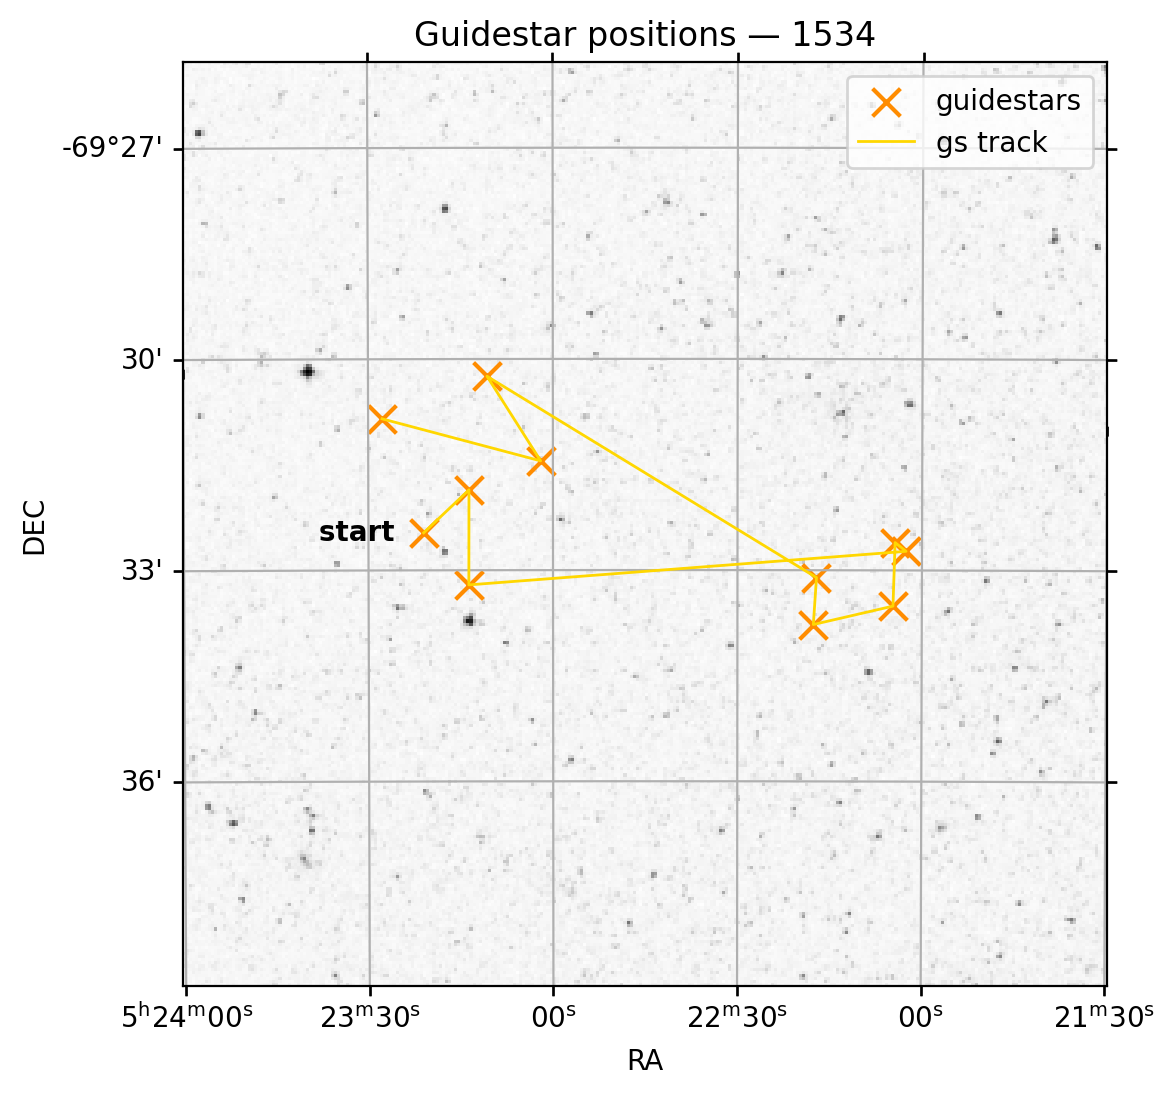 Guidestar positions — 1534
guidestars
gs track
-69°27'
30'
33'
36'
DEC
start
5ʰ24ᵐ00ˢ 23ᵐ30ˢ 00ˢ 22ᵐ30ˢ 00ˢ 21ᵐ30ˢ
RA